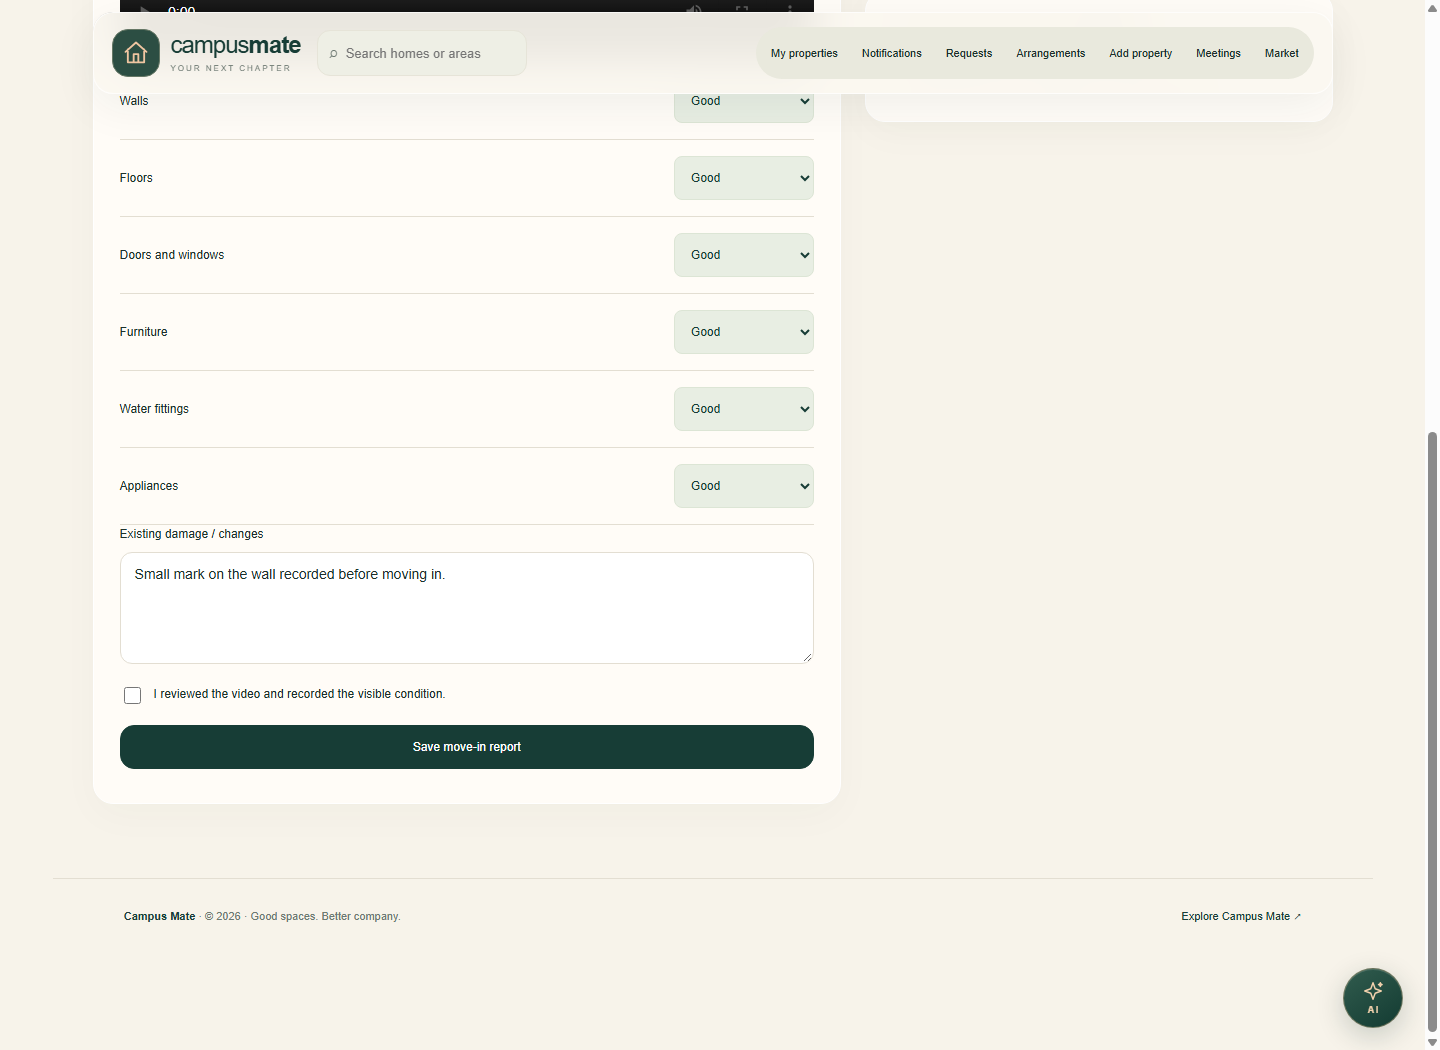 0:00
campusmate
YOUR NEXT CHAPTER
Search homes or areas
My properties
Notifications
Requests
Arrangements
Add property
Meetings
Market
Walls
Good
Floors
Good
Doors and windows
Good
Furniture
Good
Water fittings
Good
Appliances
Good
Existing damage / changes
Small mark on the wall recorded before moving in.
I reviewed the video and recorded the visible condition.
Save move-in report
Campus Mate · © 2026 · Good spaces. Better company.
Explore Campus Mate ↗
AI